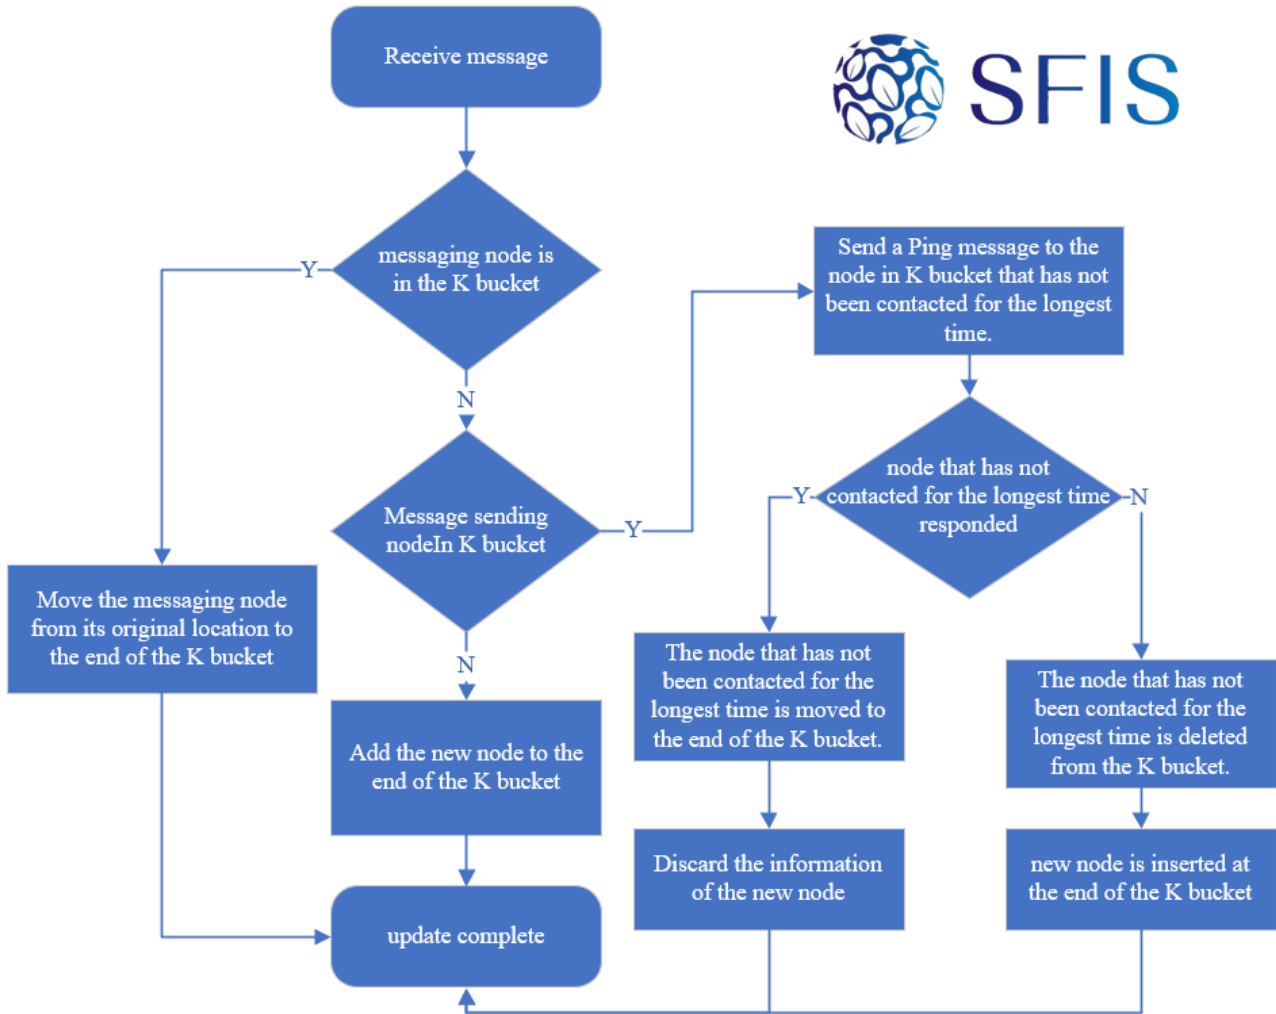 Receive message
SFIS
messaging node is
in the K bucket
Y
N
Send a Ping message to the
node in K bucket that has not
been contacted for the longest
time.
Message sending
nodeIn K bucket
Y
N
node that has not
contacted for the longest time
responded
Y
N
Move the messaging node
from its original location to
the end of the K bucket
Add the new node to the
end of the K bucket
The node that has not
been contacted for the
longest time is moved to
the end of the K bucket.
The node that has not
been contacted for the
longest time is deleted
from the K bucket.
Discard the information
of the new node
new node is inserted at
the end of the K bucket
update complete